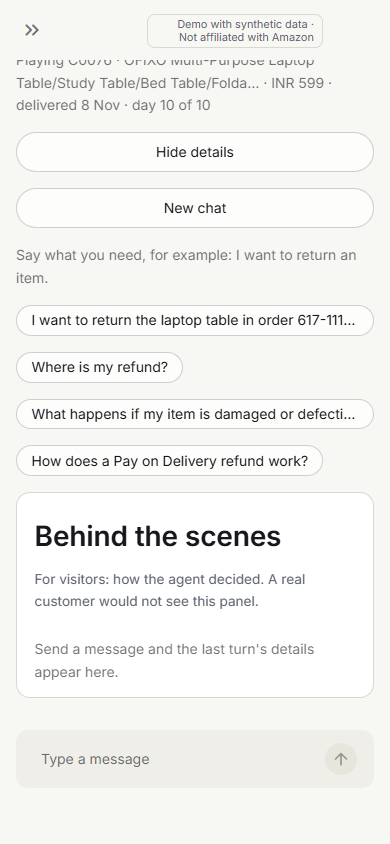 Demo with synthetic data ·
Not affiliated with Amazon
Playing C0076 · OFIXO Multi-Purpose Laptop
Table/Study Table/Bed Table/Folda... · INR 599 ·
delivered 8 Nov · day 10 of 10
Hide details
New chat
Say what you need, for example: I want to return an
item.
I want to return the laptop table in order 617-111...
Where is my refund?
What happens if my item is damaged or defecti...
How does a Pay on Delivery refund work?
Behind the scenes
For visitors: how the agent decided. A real
customer would not see this panel.
Send a message and the last turn's details
appear here.
Type a message